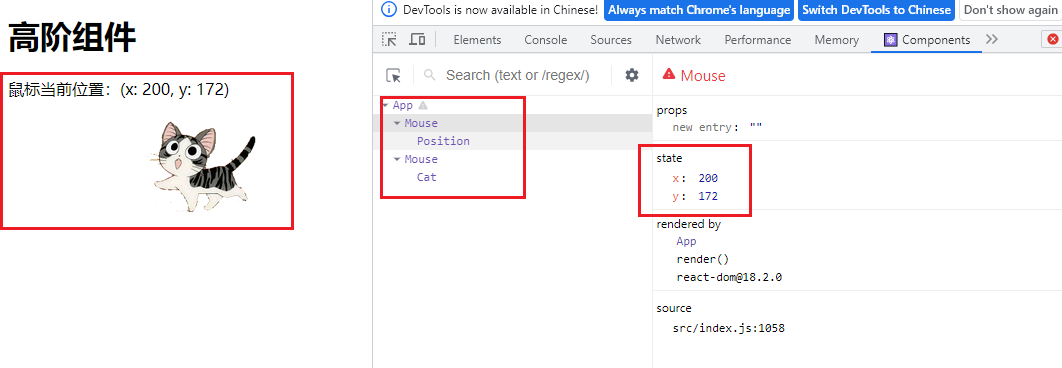 高阶组件
鼠标当前位置：(x: 200, y: 172)
DevTools is now available in Chinese!
Always match Chrome's language
Switch DevTools to Chinese
Don't show again
Elements
Console
Sources
Network
Performance
Memory
Components
Search (text or /regex/)
App
Mouse
Position
Mouse
Cat
Mouse
props
new entry: ""
state
x: 200
y: 172
rendered by
App
render()
react-dom@18.2.0
source
src/index.js:1058